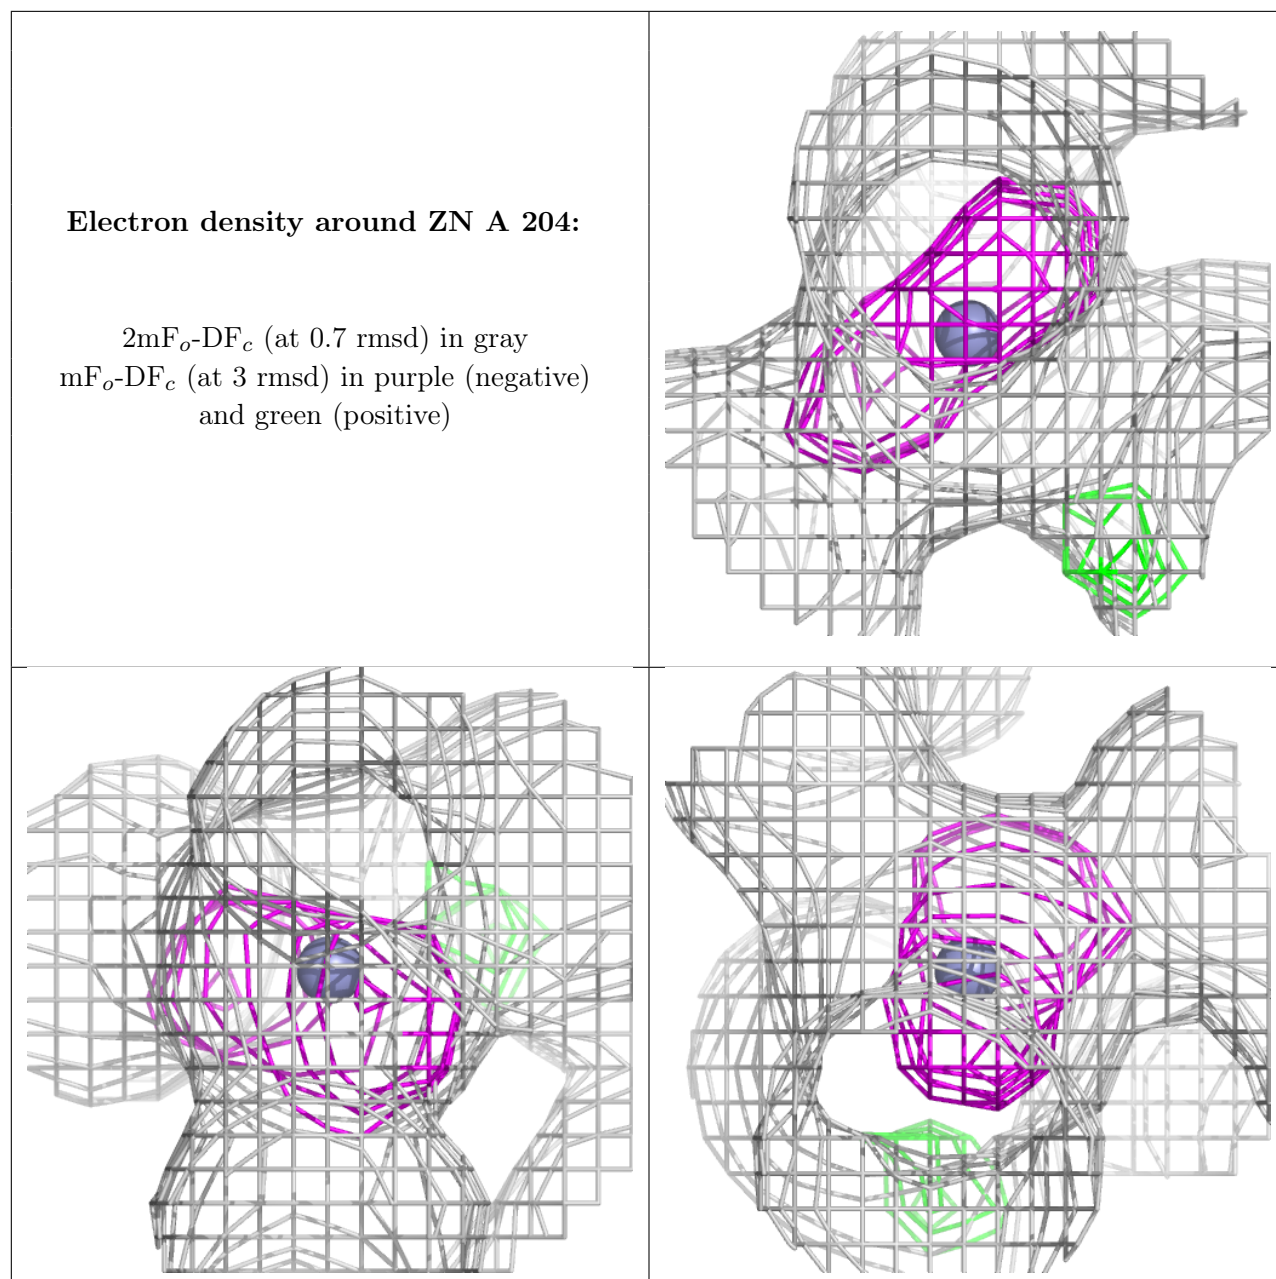 Electron density around ZN A 204:
2mFo-DFc (at 0.7 rmsd) in gray
mFo-DFc (at 3 rmsd) in purple (negative)
and green (positive)